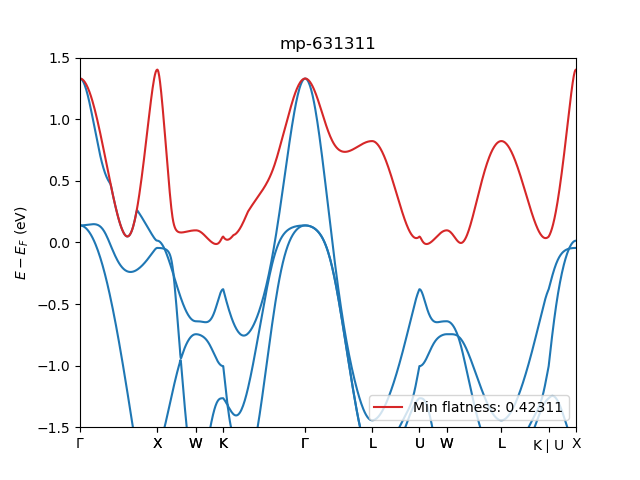 mp-631311
1.5
1.0
0.5
0.0
−0.5
−1.0
−1.5
E − E_F (eV)
Min flatness: 0.42311
Γ X W K Γ L U W L K | U X